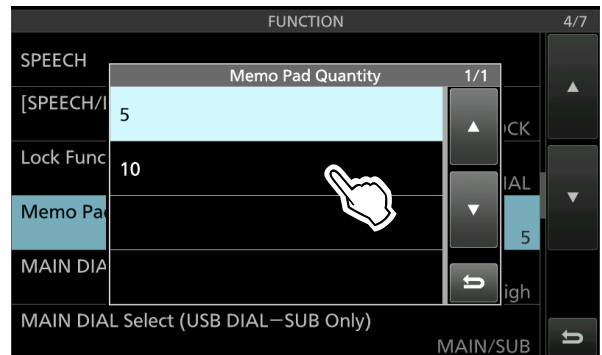 FUNCTION 4/7
SPEECH
Memo Pad Quantity 1/1
[SPEECH/
5
CK
Lock Func
10
IAL
Memo Pa
5
MAIN DIA
igh
MAIN DIAL Select (USB DIAL−SUB Only)
MAIN/SUB